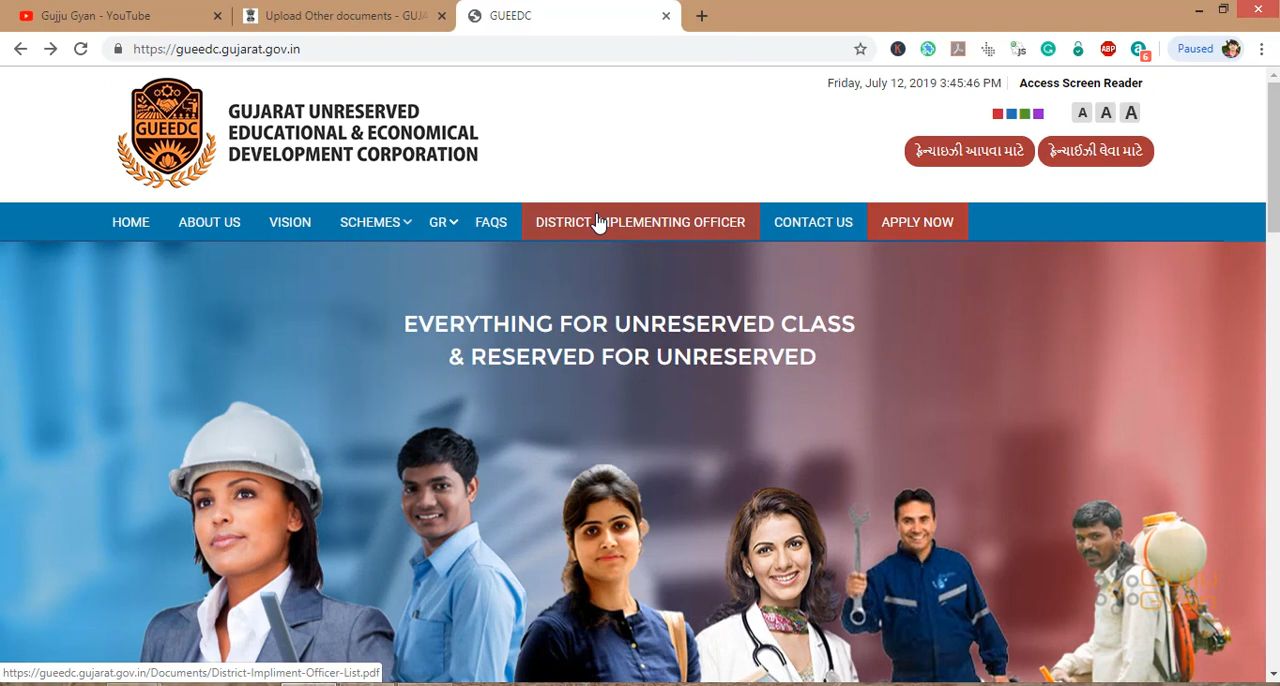 Gujju Gyan - YouTube
Upload Other documents - GUJA
GUEEDC
https://gueedc.gujarat.gov.in
Paused
6
Friday, July 12, 2019 3:45:46 PM
Access Screen Reader
A A A
GUEEDC
GUJARAT UNRESERVED
EDUCATIONAL & ECONOMICAL
DEVELOPMENT CORPORATION
ફ્રેન્ચાઇઝી આપવા માટે
ફ્રેન્ચાઈઝી લેવા માટે
HOME ABOUT US VISION SCHEMES GR FAQS DISTRICT IMPLEMENTING OFFICER CONTACT US APPLY NOW
EVERYTHING FOR UNRESERVED CLASS
& RESERVED FOR UNRESERVED
https://gueedc.gujarat.gov.in/Documents/District-Impliment-Officer-List.pdf